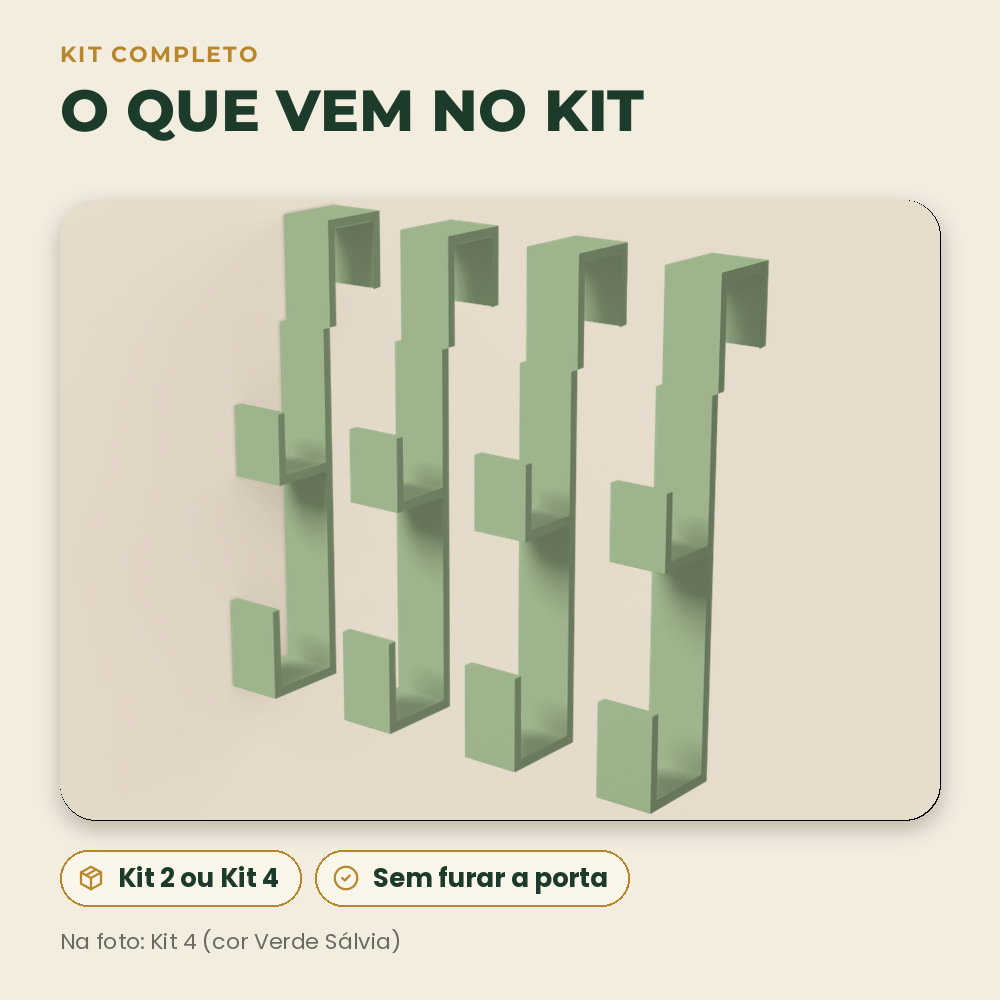 KIT COMPLETO
O QUE VEM NO KIT
Kit 2 ou Kit 4
Sem furar a porta
Na foto: Kit 4 (cor Verde Sálvia)